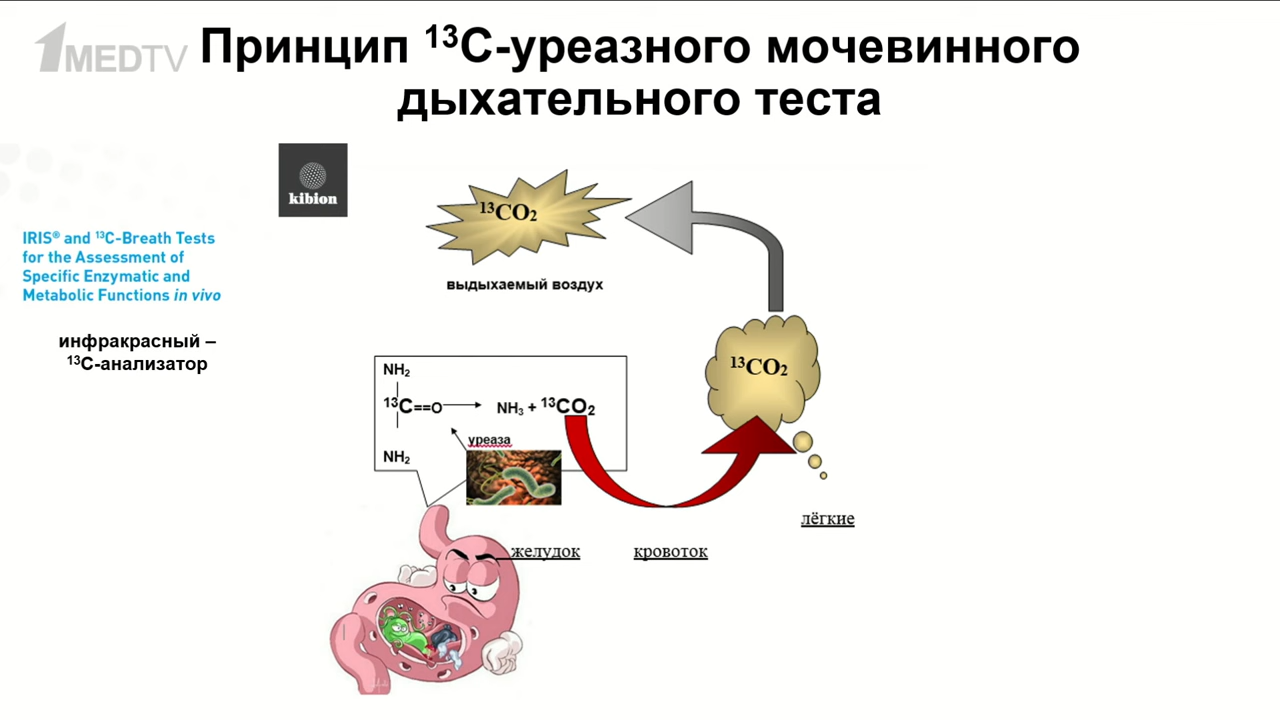 1MEDTV
Принцип ¹³С-уреазного мочевинного
дыхательного теста
kibion
IRIS® and ¹³C-Breath Tests
for the Assessment of
Specific Enzymatic and
Metabolic Functions in vivo
инфракрасный –
¹³С-анализатор
¹³CO₂
выдыхаемый воздух
¹³CO₂
NH₂
¹³C==O
NH₃ + ¹³CO₂
уреаза
NH₂
лёгкие
желудок
кровоток